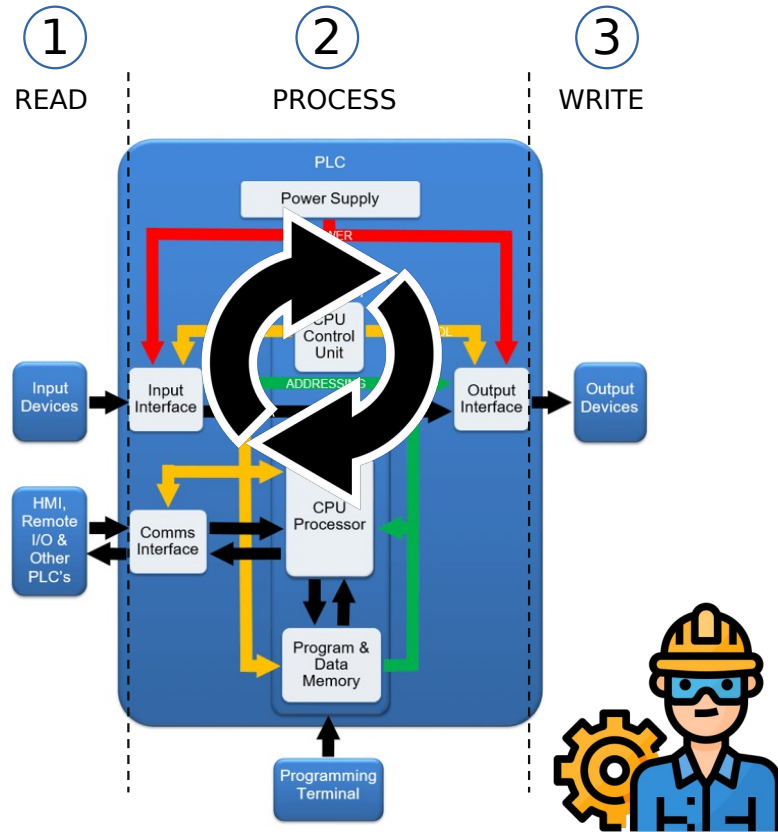 1
2
3
READ
PROCESS
WRITE
PLC
Power Supply
CPU
Control
Unit
ADDRESSING
Input
Devices
Input
Interface
Output
Interface
Output
Devices
HMI,
Remote
I/O &
Other
PLC's
Comms
Interface
CPU
Processor
Program &
Data
Memory
Programming
Terminal